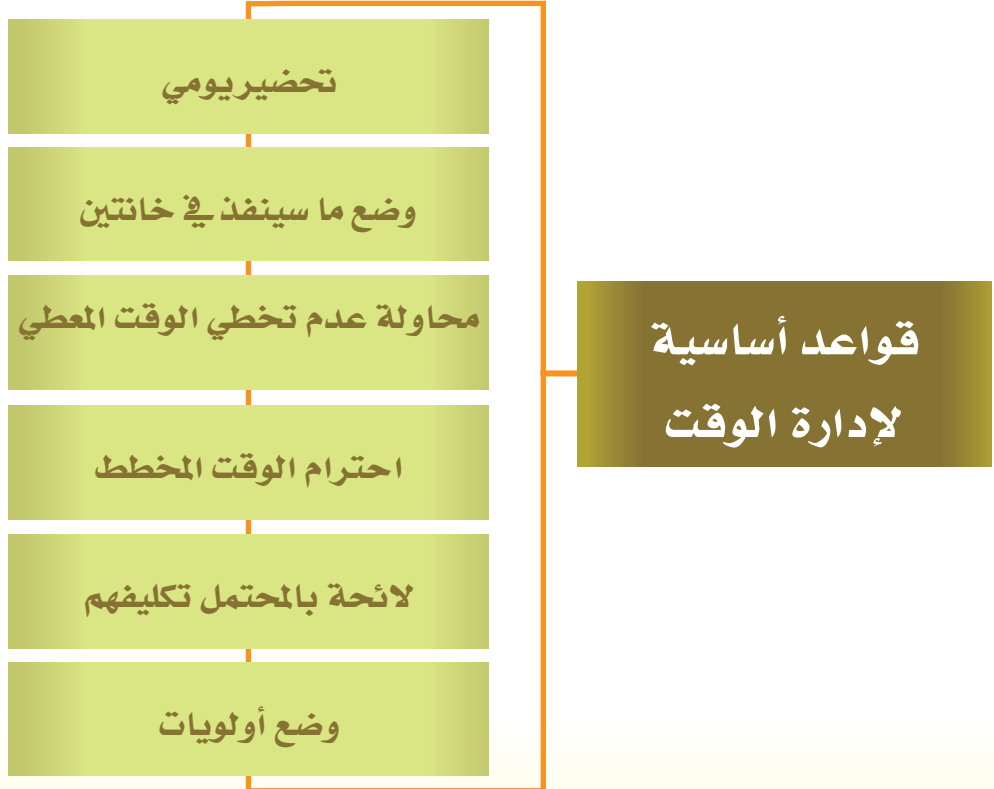 قواعد أساسية
لإدارة الوقت
تحضير يومي
وضع ما سينفذ في خانتين
محاولة عدم تخطي الوقت المعطي
احترام الوقت المخطط
لائحة بالمحتمل تكليفهم
وضع أولويات